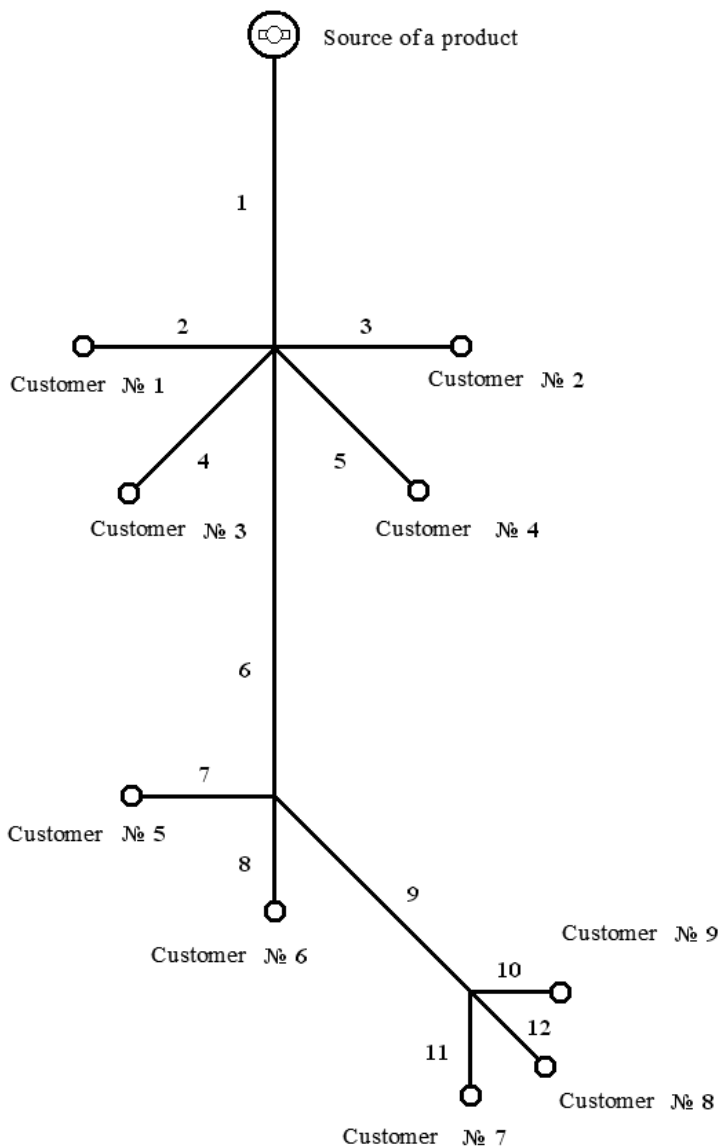 Source of a product
1
2
3
Customer № 1
Customer № 2
4
5
Customer № 3
Customer № 4
6
7
Customer № 5
8
9
Customer № 6
Customer № 9
10
12
11
Customer № 8
Customer № 7